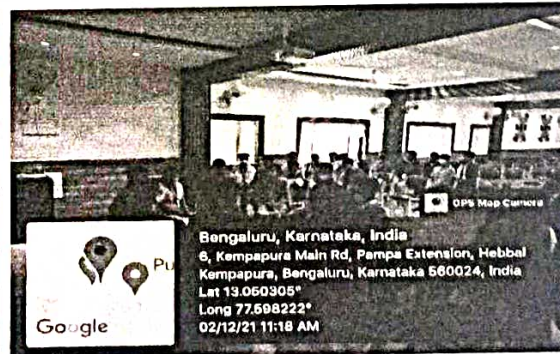 GPS Map Camera
Pu
Google
Bengaluru, Karnataka, India
6, Kempapura Main Rd, Pampa Extension, Hebbal
Kempapura, Bengaluru, Karnataka 560024, India
Lat 13.050305°
Long 77.598222°
02/12/21 11:18 AM